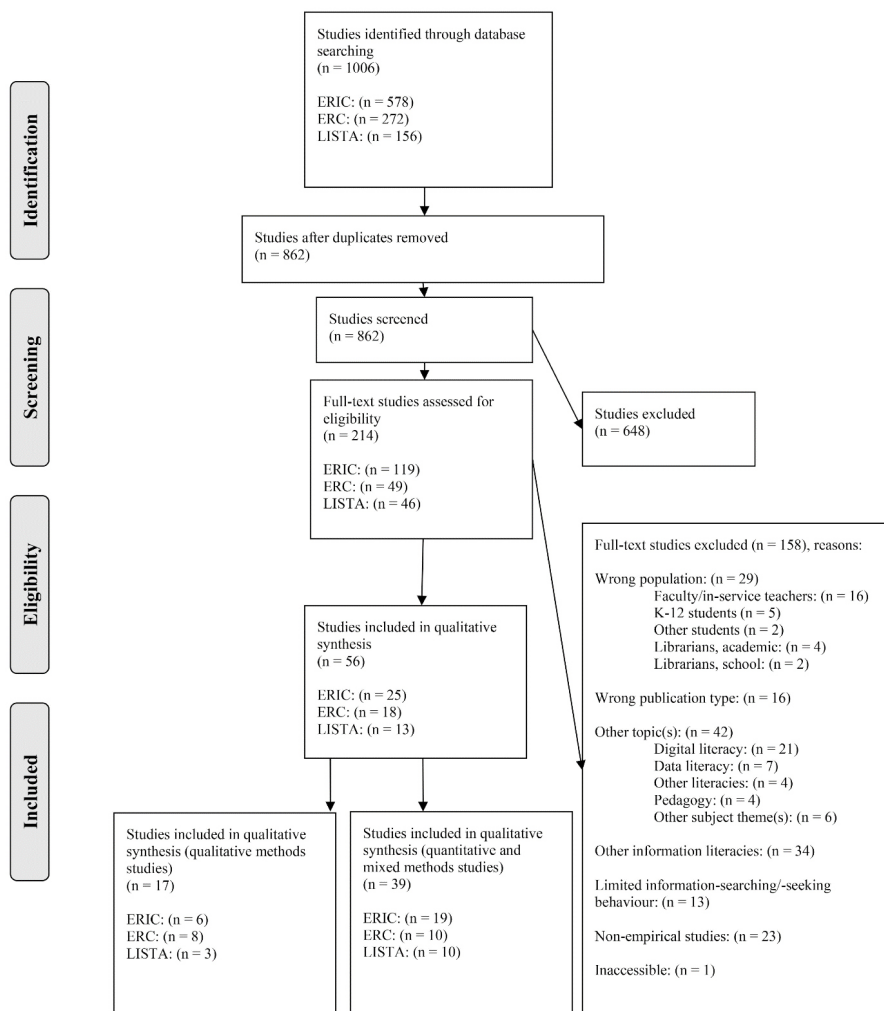 Identification
Studies identified through database
searching
(n = 1006)
ERIC: (n = 578)
ERC: (n = 272)
LISTA: (n = 156)
Studies after duplicates removed
(n = 862)
Screening
Studies screened
(n = 862)
Studies excluded
(n = 648)
Full-text studies assessed for
eligibility
(n = 214)
ERIC: (n = 119)
ERC: (n = 49)
LISTA: (n = 46)
Eligibility
Full-text studies excluded (n = 158), reasons:
Wrong population: (n = 29)
Faculty/in-service teachers: (n = 16)
K-12 students (n = 5)
Other students (n = 2)
Librarians, academic: (n = 4)
Librarians, school: (n = 2)
Wrong publication type: (n = 16)
Other topic(s): (n = 42)
Digital literacy: (n = 21)
Data literacy: (n = 7)
Other literacies: (n = 4)
Pedagogy: (n = 4)
Other subject theme(s): (n = 6)
Other information literacies: (n = 34)
Limited information-searching/-seeking
behaviour: (n = 13)
Non-empirical studies: (n = 23)
Inaccessible: (n = 1)
Studies included in qualitative
synthesis
(n = 56)
ERIC: (n = 25)
ERC: (n = 18)
LISTA: (n = 13)
Included
Studies included in qualitative
synthesis (qualitative methods
studies)
(n = 17)
ERIC: (n = 6)
ERC: (n = 8)
LISTA: (n = 3)
Studies included in qualitative
synthesis (quantitative and
mixed methods studies)
(n = 39)
ERIC: (n = 19)
ERC: (n = 10)
LISTA: (n = 10)